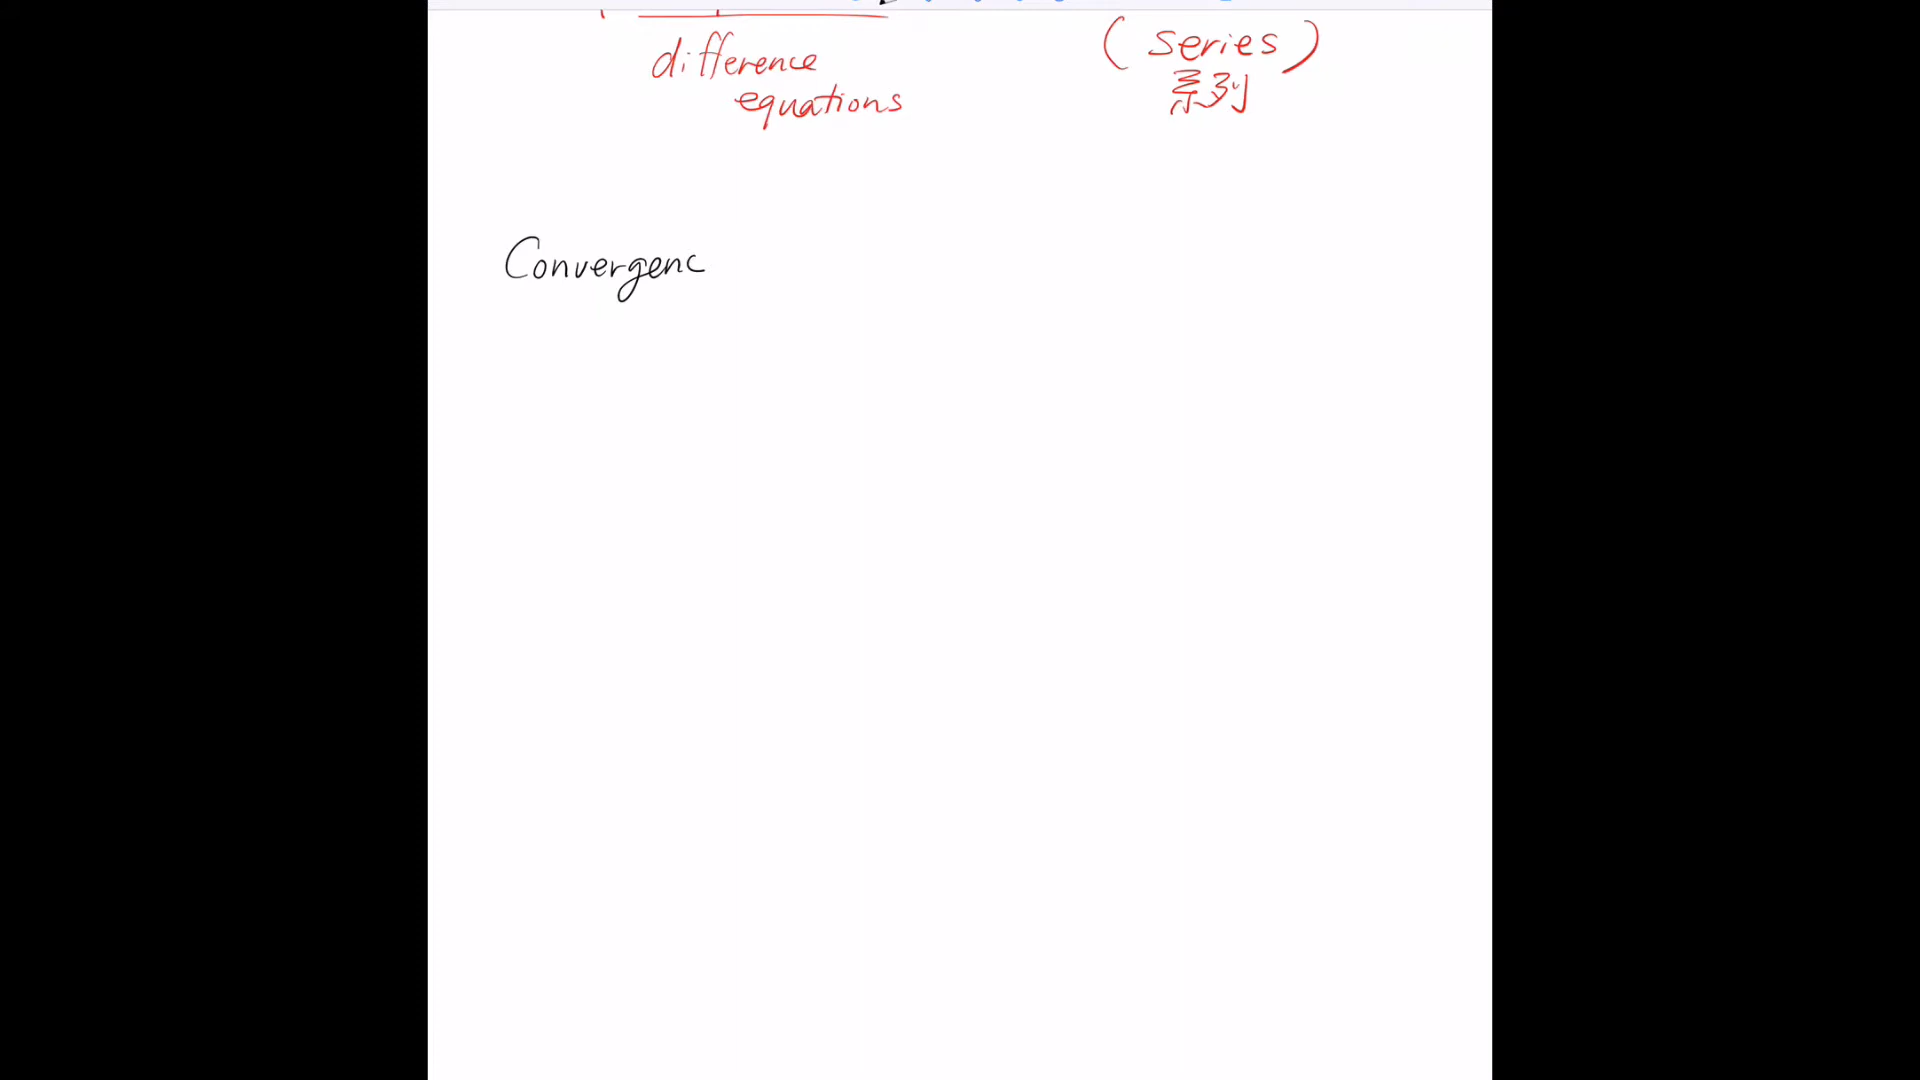 difference
equations
(series)
系列
Convergenc